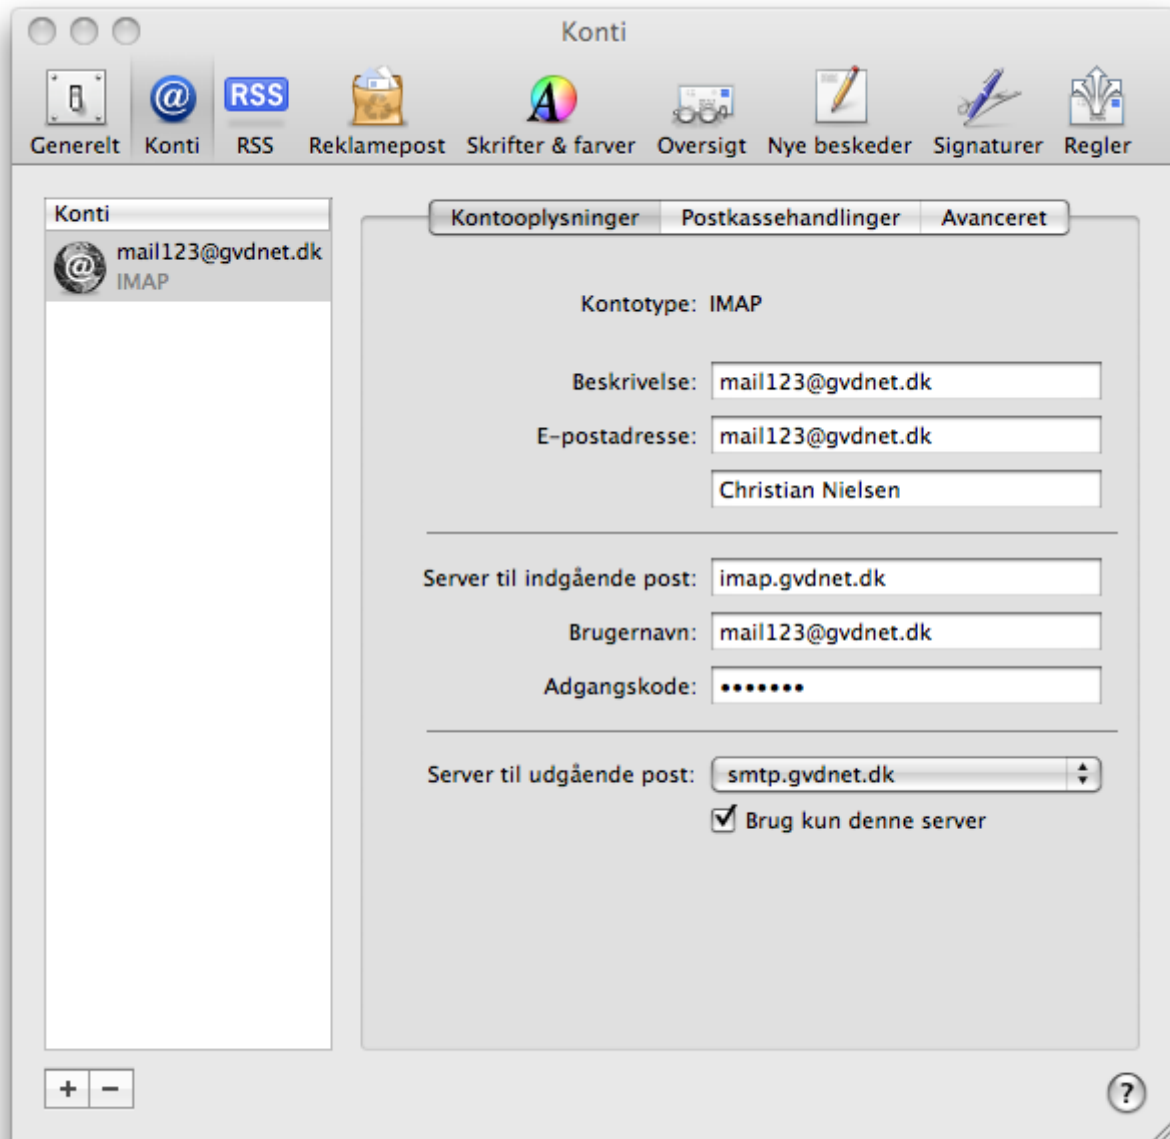 Konti
RSS
Generelt Konti RSS Reklamepost Skrifter & farver Oversigt Nye beskeder Signaturer Regler
Konti
mail123@gvdnet.dk
IMAP
Kontooplysninger Postkassehandlinger Avanceret
Kontotype: IMAP
Beskrivelse: mail123@gvdnet.dk
E-postadresse: mail123@gvdnet.dk
Christian Nielsen
Server til indgående post: imap.gvdnet.dk
Brugernavn: mail123@gvdnet.dk
Adgangskode: •••••••
Server til udgående post: smtp.gvdnet.dk
Brug kun denne server
+ − ?